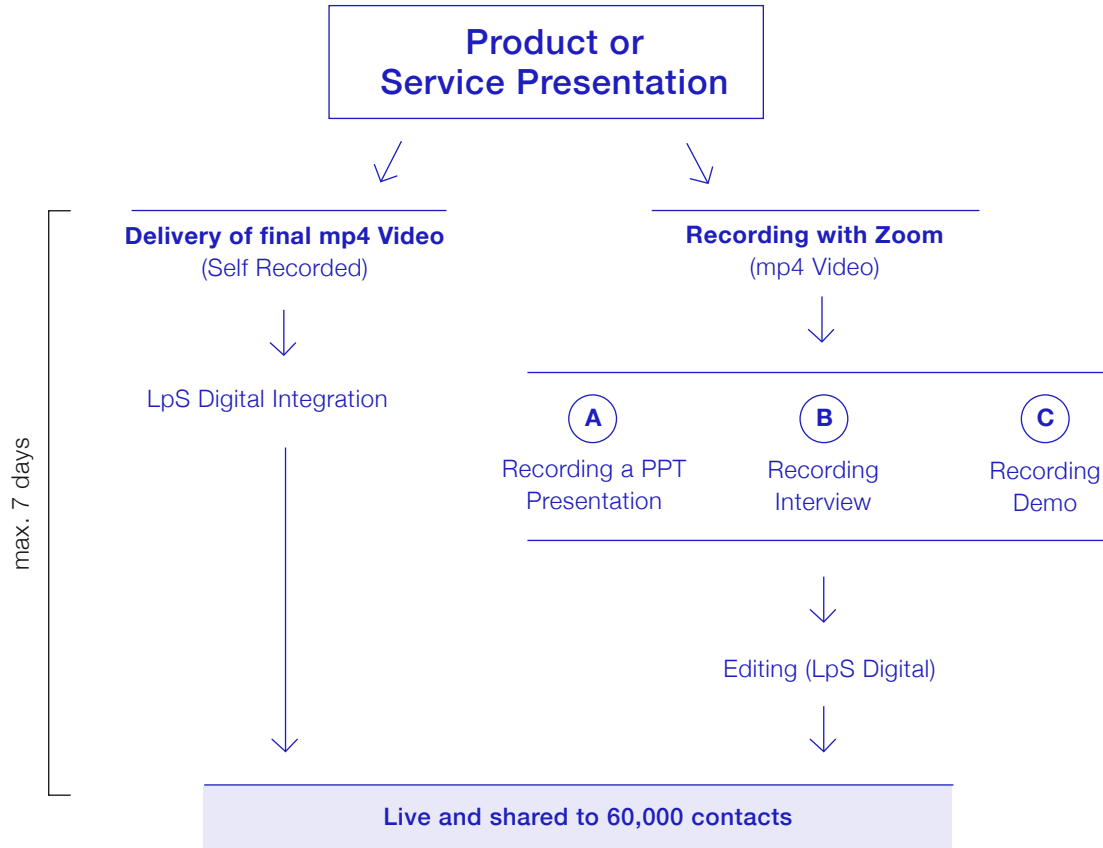 Product or
Service Presentation
Delivery of final mp4 Video
(Self Recorded)
Recording with Zoom
(mp4 Video)
LpS Digital Integration
A
Recording a PPT
Presentation
B
Recording
Interview
C
Recording
Demo
max. 7 days
Editing (LpS Digital)
Live and shared to 60,000 contacts